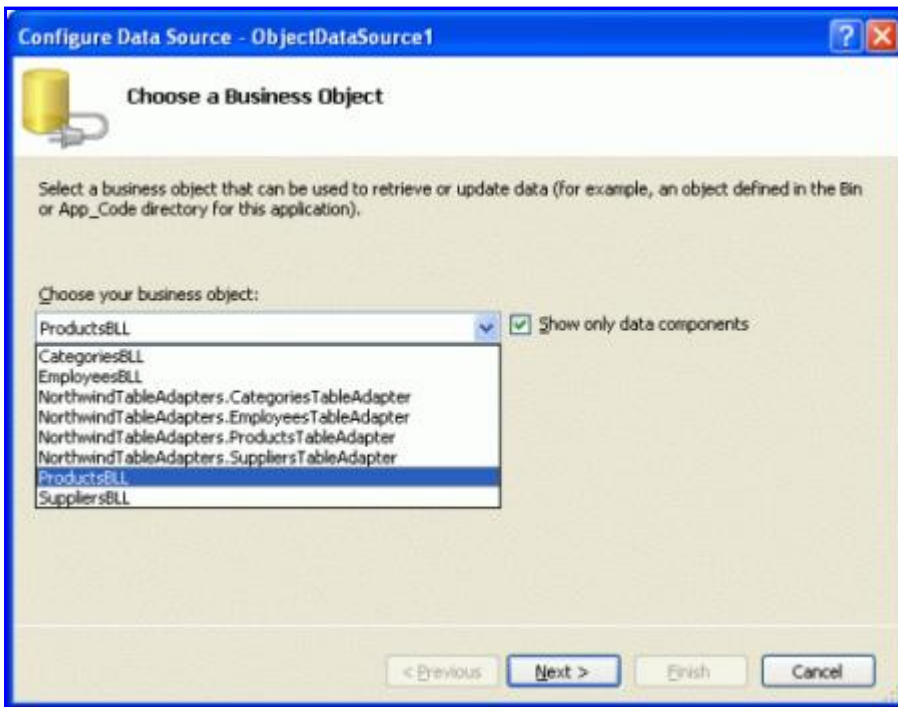 Configure Data Source - ObjectDataSource1
Choose a Business Object
Select a business object that can be used to retrieve or update data (for example, an object defined in the Bin
or App_Code directory for this application).
Choose your business object:
ProductsBLL
Show only data components
CategoriesBLL
EmployeesBLL
NorthwindTableAdapters.CategoriesTableAdapter
NorthwindTableAdapters.EmployeesTableAdapter
NorthwindTableAdapters.ProductsTableAdapter
NorthwindTableAdapters.SuppliersTableAdapter
ProductsBLL
SuppliersBLL
< Previous
Next >
Finish
Cancel